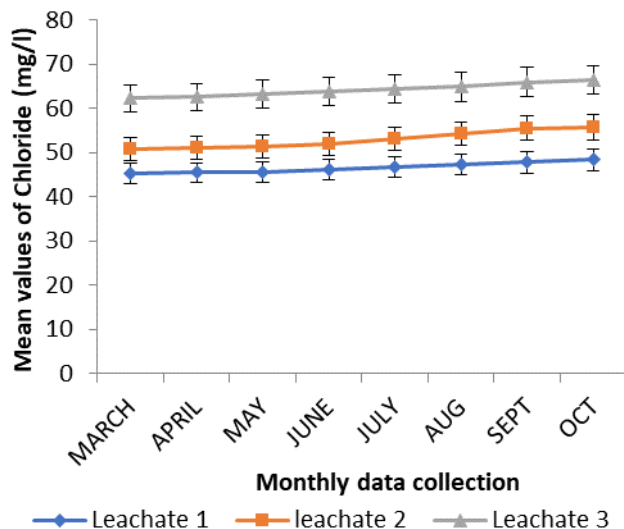 Mean values of Chloride (mg/l)
80
70
60
50
40
30
20
10
0
MARCH APRIL MAY JUNE JULY AUG SEPT OCT
Monthly data collection
Leachate 1 leachate 2 Leachate 3